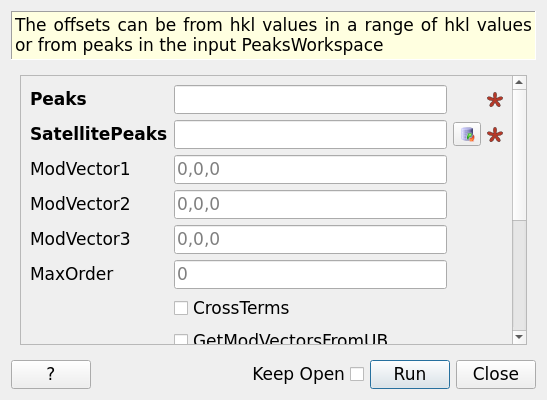 The offsets can be from hkl values in a range of hkl values
or from peaks in the input PeaksWorkspace
Peaks
SatellitePeaks
ModVector1 0,0,0
ModVector2 0,0,0
ModVector3 0,0,0
MaxOrder 0
CrossTerms
GetModVectorsFromUB
? Keep Open Run Close